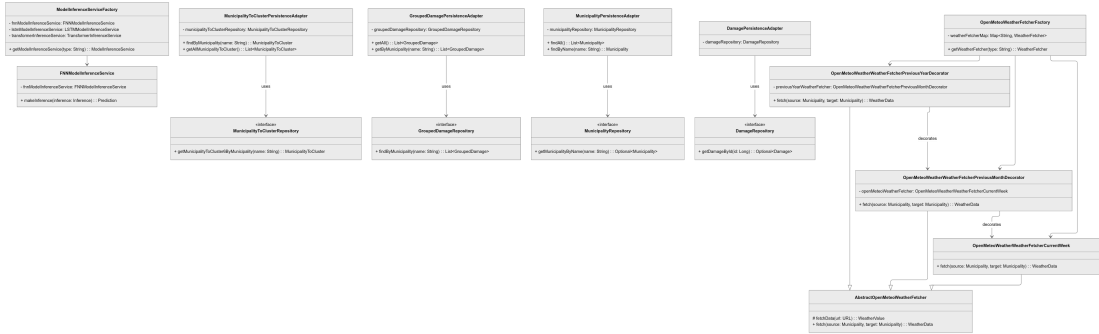 ModelInferenceServiceFactory
- fnnModelInferenceService: FNNModelInferenceService
- lstmModelInferenceService: LSTMModelInferenceService
- transformerInferenceService: TransformerInferenceService
+ getModelInferenceService(type: String) : ModelInferenceService
FNNModelInferenceService
- fnnModelInferenceService: FNNModelInferenceService
+ makeInference(inference: Inference) : : Prediction
MunicipalityToClusterPersistenceAdapter
- municipalityToClusterRepository: MunicipalityToClusterRepository
+ findByMunicipality(name: String) : : MunicipalityToCluster
+ getAllMunicipalityToCluster() : : List<MunicipalityToCluster>
uses
«interface»
MunicipalityToClusterRepository
+ getMunicipalityToClusterByMunicipality(name: String) : : MunicipalityToCluster
GroupedDamagePersistenceAdapter
- groupedDamageRepository: GroupedDamageRepository
+ getAll() : : List<GroupedDamage>
+ getByMunicipality(name: String) : : List<GroupedDamage>
uses
«interface»
GroupedDamageRepository
+ findByMunicipality(name: String) : : List<GroupedDamage>
MunicipalityPersistenceAdapter
- municipalityRepository: MunicipalityRepository
+ findAll() : : List<Municipality>
+ findByName(name: String) : : Municipality
uses
«interface»
MunicipalityRepository
+ getMunicipalityByName(name: String) : : Optional<Municipality>
DamagePersistenceAdapter
- damageRepository: DamageRepository
uses
«interface»
DamageRepository
+ getDamageById(id: Long) : : Optional<Damage>
OpenMeteoWeatherFetcherFactory
- weatherFetcherMap: Map<String, WeatherFetcher>
+ getWeatherFetcher(type: String) : : WeatherFetcher
OpenMeteoWeatherWeatherFetcherPreviousYearDecorator
- previousYearWeatherFetcher: OpenMeteoWeatherWeatherFetcherPreviousMonthDecorator
+ fetch(source: Municipality, target: Municipality) : : WeatherData
decorates
OpenMeteoWeatherWeatherFetcherPreviousMonthDecorator
- openMeteoWeatherFetcher: OpenMeteoWeatherWeatherFetcherCurrentWeek
+ fetch(source: Municipality, target: Municipality) : : WeatherData
decorates
OpenMeteoWeatherWeatherFetcherCurrentWeek
+ fetch(source: Municipality, target: Municipality) : : WeatherData
AbstractOpenMeteoWeatherFetcher
# fetchData(url: URL) : : WeatherValue
+ fetch(source: Municipality, target: Municipality) : : WeatherData